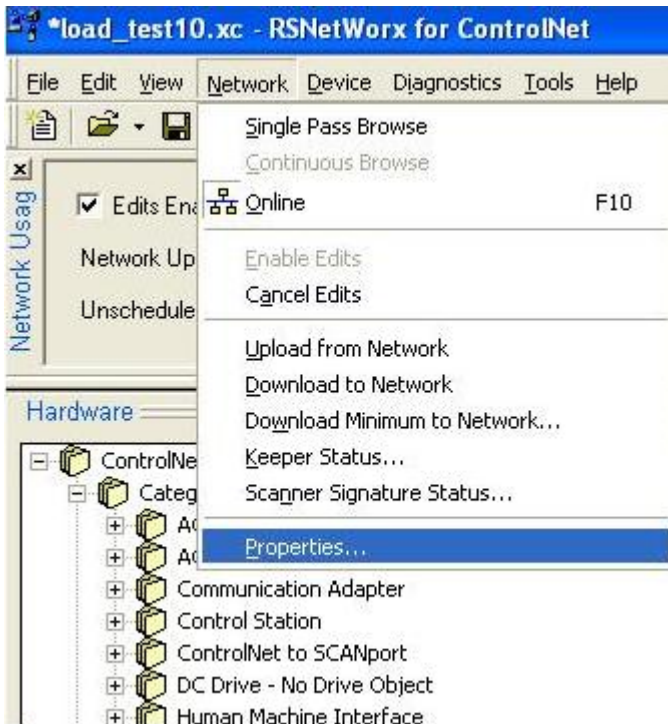 *load_test10.xc - RSNetWorx for ControlNet
File Edit View Network Device Diagnostics Tools Help
Single Pass Browse
Continuous Browse
Online F10
Enable Edits
Cancel Edits
Upload from Network
Download to Network
Download Minimum to Network...
Keeper Status...
Scanner Signature Status...
Properties...
Network Usag
Edits Ena
Network Up
Unschedule
Hardware
ControlNe
Categ
AC
AC
Communication Adapter
Control Station
ControlNet to SCANport
DC Drive - No Drive Object
Human Machine Interface